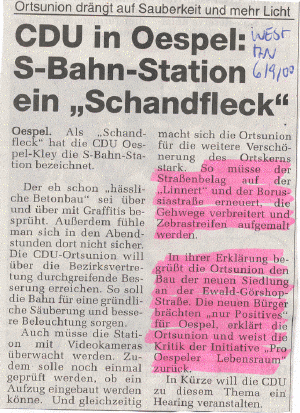 Ortsunion drängt auf Sauberkeit und mehr Licht
CDU in Oespel:
S-Bahn-Station
ein „Schandfleck“
WEST
6/9/00
Oespel. Als „Schand-
fleck“ hat die CDU Oes-
pel-Kley die S-Bahn-Sta-
tion bezeichnet.
Der eh schon „hässli-
che Betonbau“ sei über
und über mit Graffitis be-
sprüht. Außerdem fühle
man sich in den Abend-
stunden dort nicht sicher.
Die CDU-Ortsunion will
über die Bezirksvertre-
tung durchgreifende Bes-
serung erreichen. So soll
die Bahn für eine gründli-
che Säuberung und besse-
re Beleuchtung sorgen.
Auch müsse die Stati-
on mit Videokameras
überwacht werden. Zu-
dem solle noch einmal
geprüft werden, ob ein
Aufzug eingebaut werden
könne. Und gleichzeitig
macht sich die Ortsunion
für die weitere Verschö-
nerung des Ortskerns
stark. So müsse der
Straßenbelag auf der
„Linnert“ und der Borus-
siastraße erneuert, die
Gehwege verbreitert und
Zebrastreifen aufgemalt
werden.
In ihrer Erklärung be-
grüßt die Ortsunion den
Bau der neuen Siedlung
an der Ewald-Görshop-
Straße. Die neuen Bürger
brächten „nur Positives“
für Oespel, erklärt die
Ortsunion und weist die
Kritik der Initiative „Pro
Oespeler Lebensraum“
zurück.
In Kürze will die CDU
zu diesem Thema ein
Hearing veranstalten.